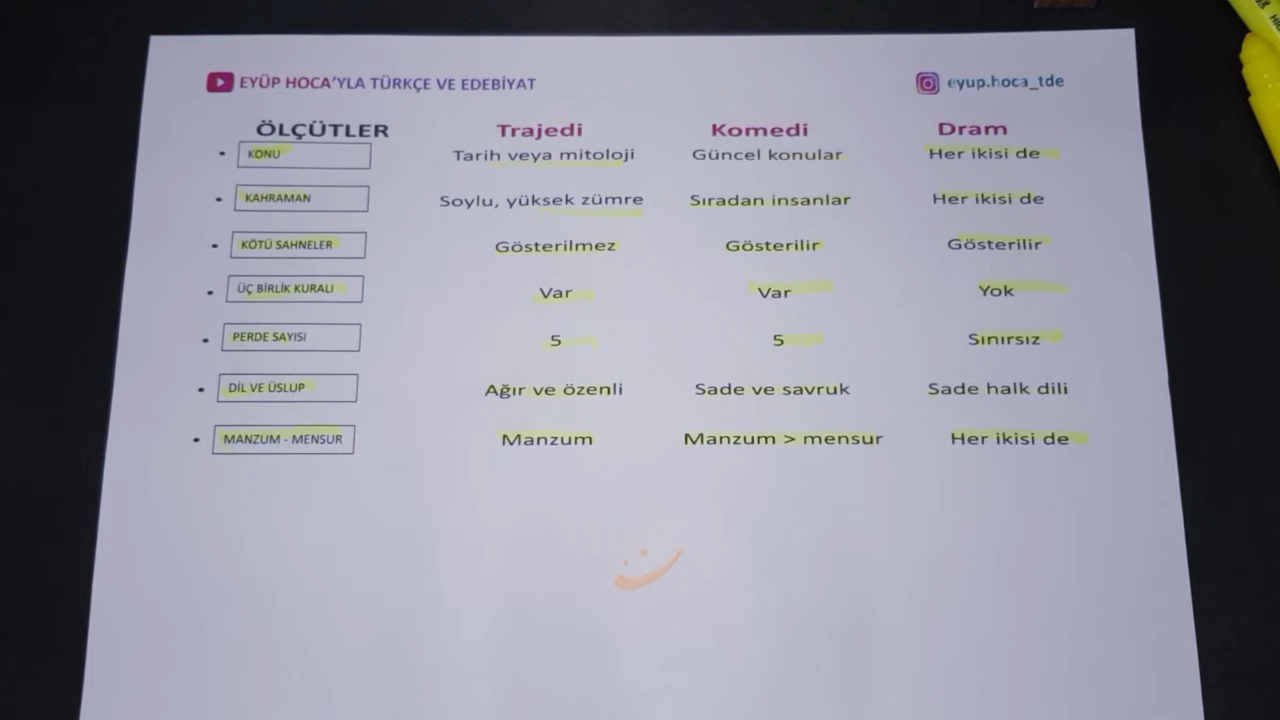 EYÜP HOCA'YLA TÜRKÇE VE EDEBİYAT eyup.hoca_tde
ÖLÇÜTLER Trajedi Komedi Dram
• KONU Tarih veya mitoloji Güncel konular Her ikisi de
• KAHRAMAN Soylu, yüksek zümre Sıradan insanlar Her ikisi de
• KÖTÜ SAHNELER Gösterilmez Gösterilir Gösterilir
• ÜÇ BİRLİK KURALI Var Var Yok
• PERDE SAYISI 5 5 Sınırsız
• DİL VE ÜSLUP Ağır ve özenli Sade ve savruk Sade halk dili
• MANZUM - MENSUR Manzum Manzum > mensur Her ikisi de